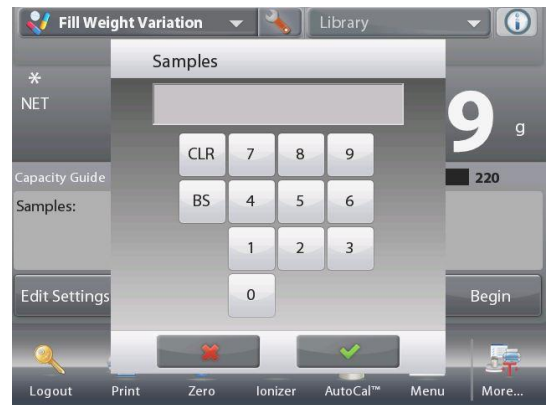 Fill Weight Variation
Library
Samples
*
NET
9 g
CLR 7 8 9
Capacity Guide
220
Samples:
BS 4 5 6
1 2 3
Edit Settings
0
Begin
Logout Print Zero Ionizer AutoCal™ Menu More...